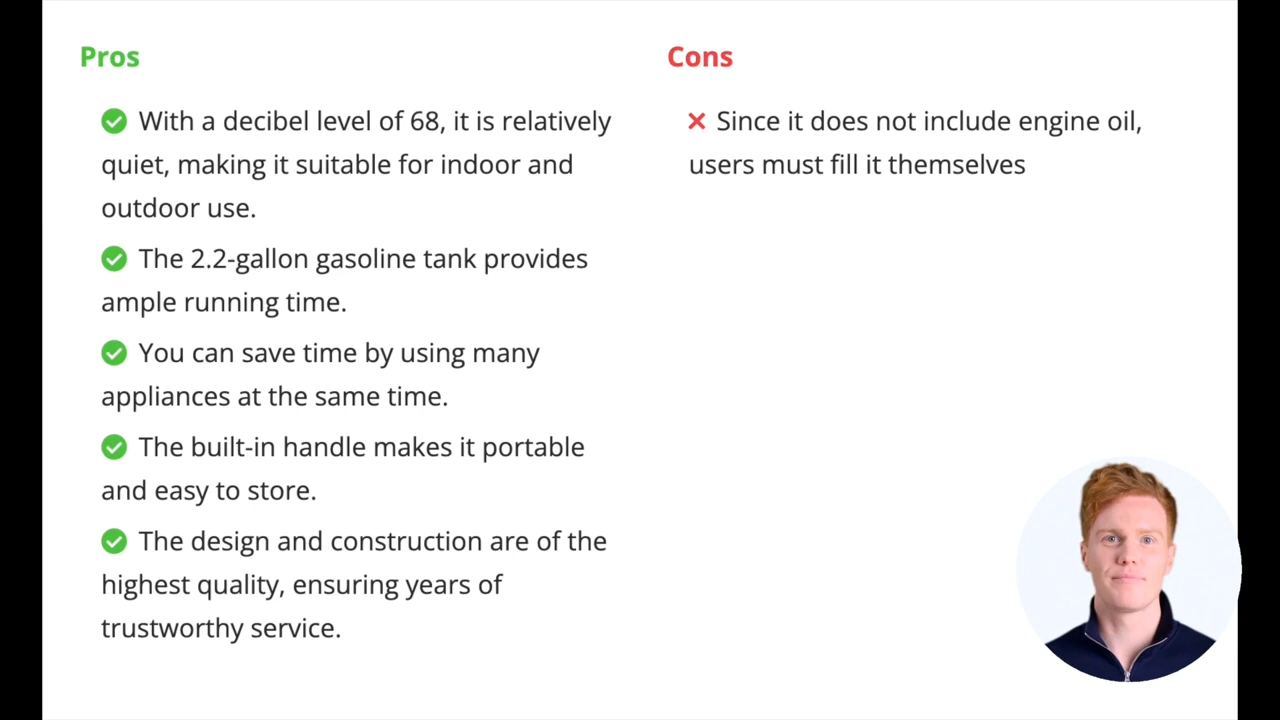 Pros
With a decibel level of 68, it is relatively
quiet, making it suitable for indoor and
outdoor use.
The 2.2-gallon gasoline tank provides
ample running time.
You can save time by using many
appliances at the same time.
The built-in handle makes it portable
and easy to store.
The design and construction are of the
highest quality, ensuring years of
trustworthy service.
Cons
Since it does not include engine oil,
users must fill it themselves